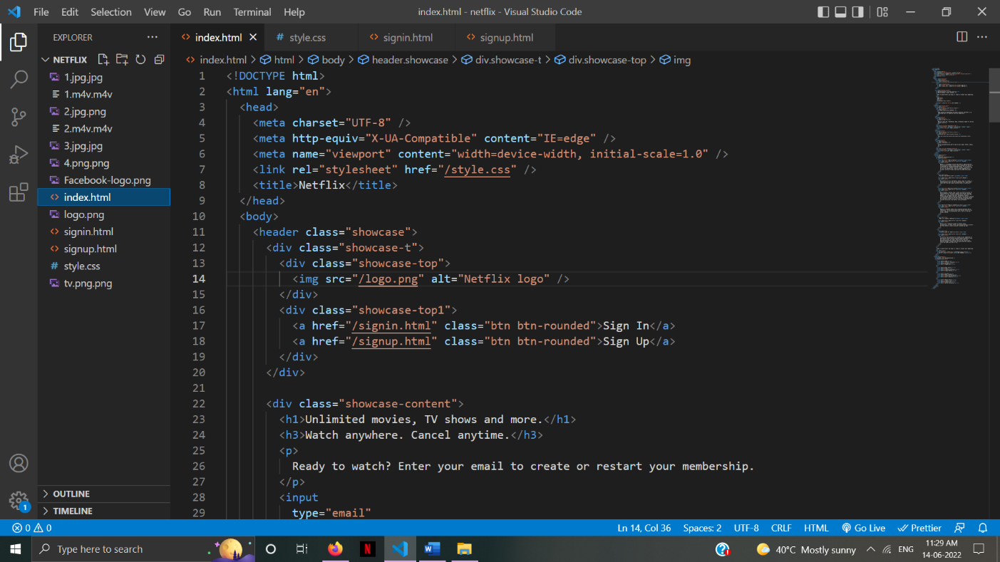 File Edit Selection View Go Run Terminal Help
index.html - netflix - Visual Studio Code
EXPLORER
index.html
style.css
signin.html
signup.html
NETFLIX
index.html > html > body > header.showcase > div.showcase-t > div.showcase-top > img
1.jpg.jpg
1.m4v.m4v
2.jpg.png
2.m4v.m4v
3.jpg.jpg
4.png.png
Facebook-logo.png
index.html
logo.png
signin.html
signup.html
style.css
tv.png.png
OUTLINE
TIMELINE
1
1 <!DOCTYPE html>
2 <html lang="en">
3 <head>
4 <meta charset="UTF-8" />
5 <meta http-equiv="X-UA-Compatible" content="IE=edge" />
6 <meta name="viewport" content="width=device-width, initial-scale=1.0" />
7 <link rel="stylesheet" href="/style.css" />
8 <title>Netflix</title>
9 </head>
10 <body>
11 <header class="showcase">
12 <div class="showcase-t">
13 <div class="showcase-top">
14 <img src="/logo.png" alt="Netflix logo" />
15 </div>
16 <div class="showcase-top1">
17 <a href="/signin.html" class="btn btn-rounded">Sign In</a>
18 <a href="/signup.html" class="btn btn-rounded">Sign Up</a>
19 </div>
20 </div>
21
22 <div class="showcase-content">
23 <h1>Unlimited movies, TV shows and more.</h1>
24 <h3>Watch anywhere. Cancel anytime.</h3>
25 <p>
26 Ready to watch? Enter your email to create or restart your membership.
27 </p>
28 <input
29 type="email"
0 0
Ln 14, Col 36 Spaces: 2 UTF-8 CRLF HTML Go Live Prettier
Type here to search
40°C Mostly sunny
ENG
11:29 AM
14-06-2022